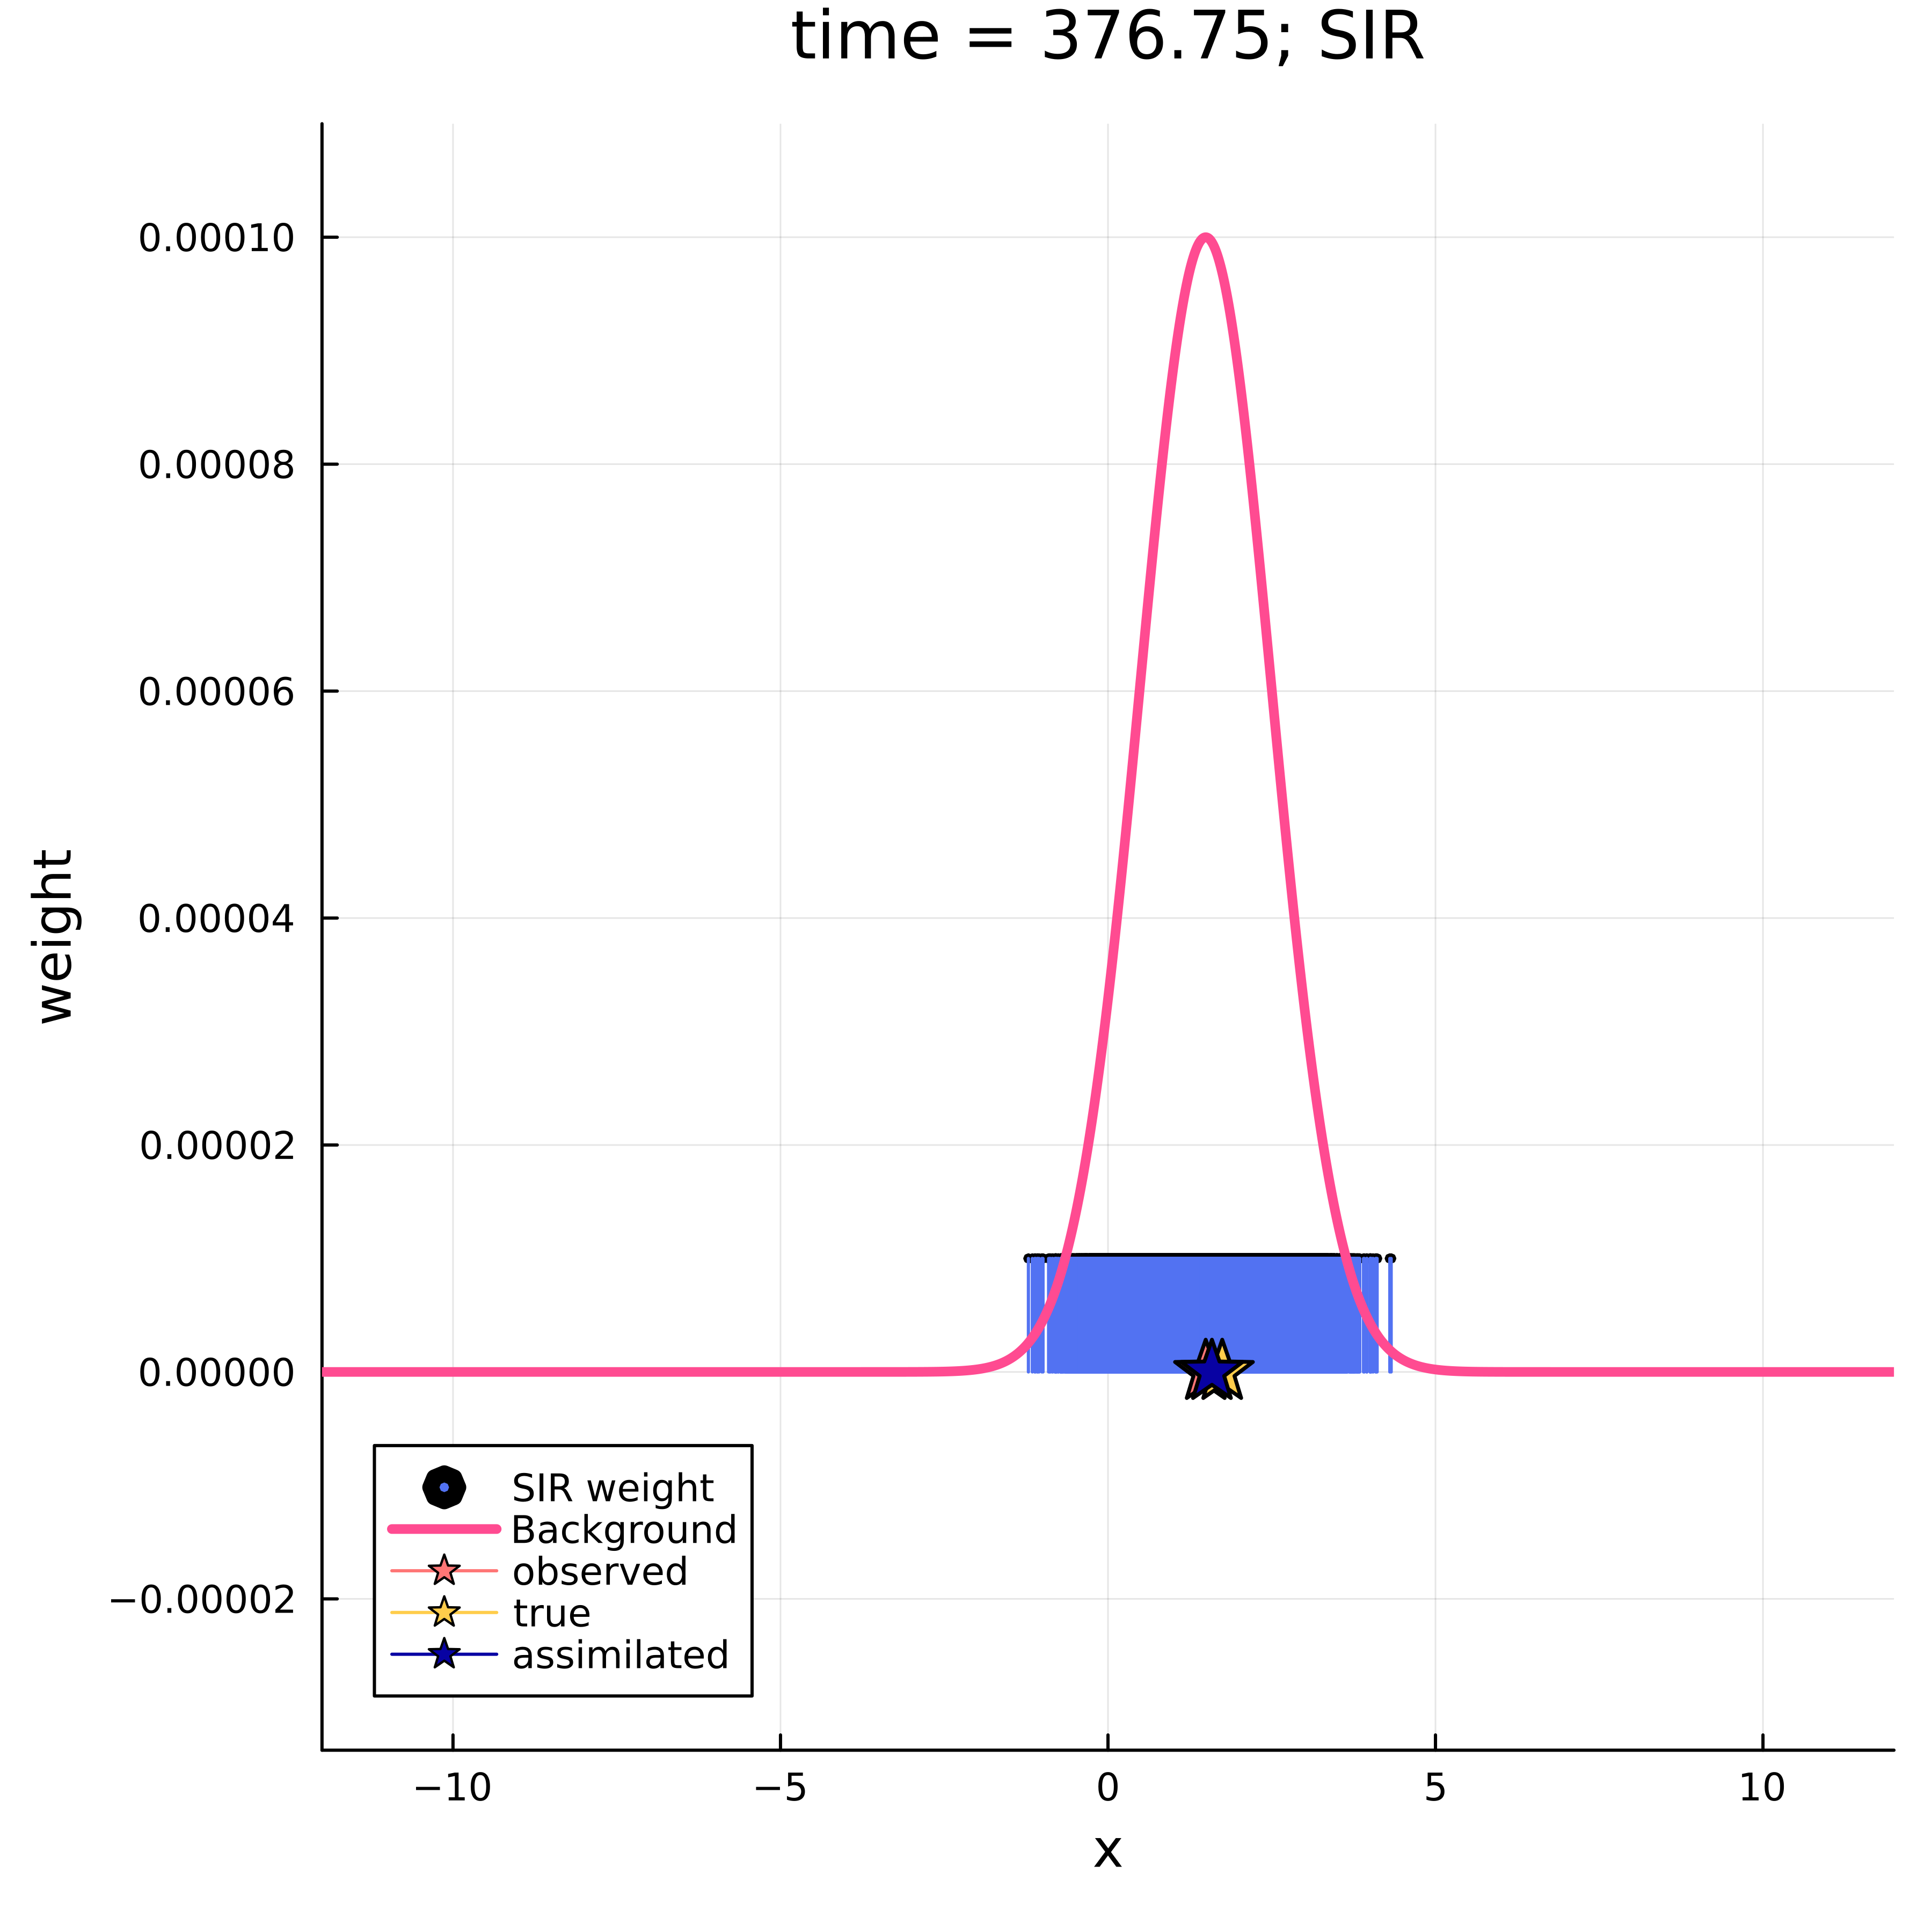 time = 376.75; SIR
weight
0.00010
0.00008
0.00006
0.00004
0.00002
0.00000
−0.00002
SIR weight
Background
observed
true
assimilated
−10 −5 0 5 10
x